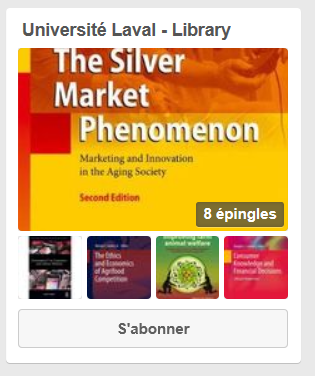 Université Laval - Library
The Silver
Market
Phenomenon
Marketing and Innovation
in the Aging Society
Second Edition
8 épingles
The Ethics
and Economics
of Agrifood
Competition
animal welfare
Consumer
Knowledge and
Financial Decisions
S'abonner